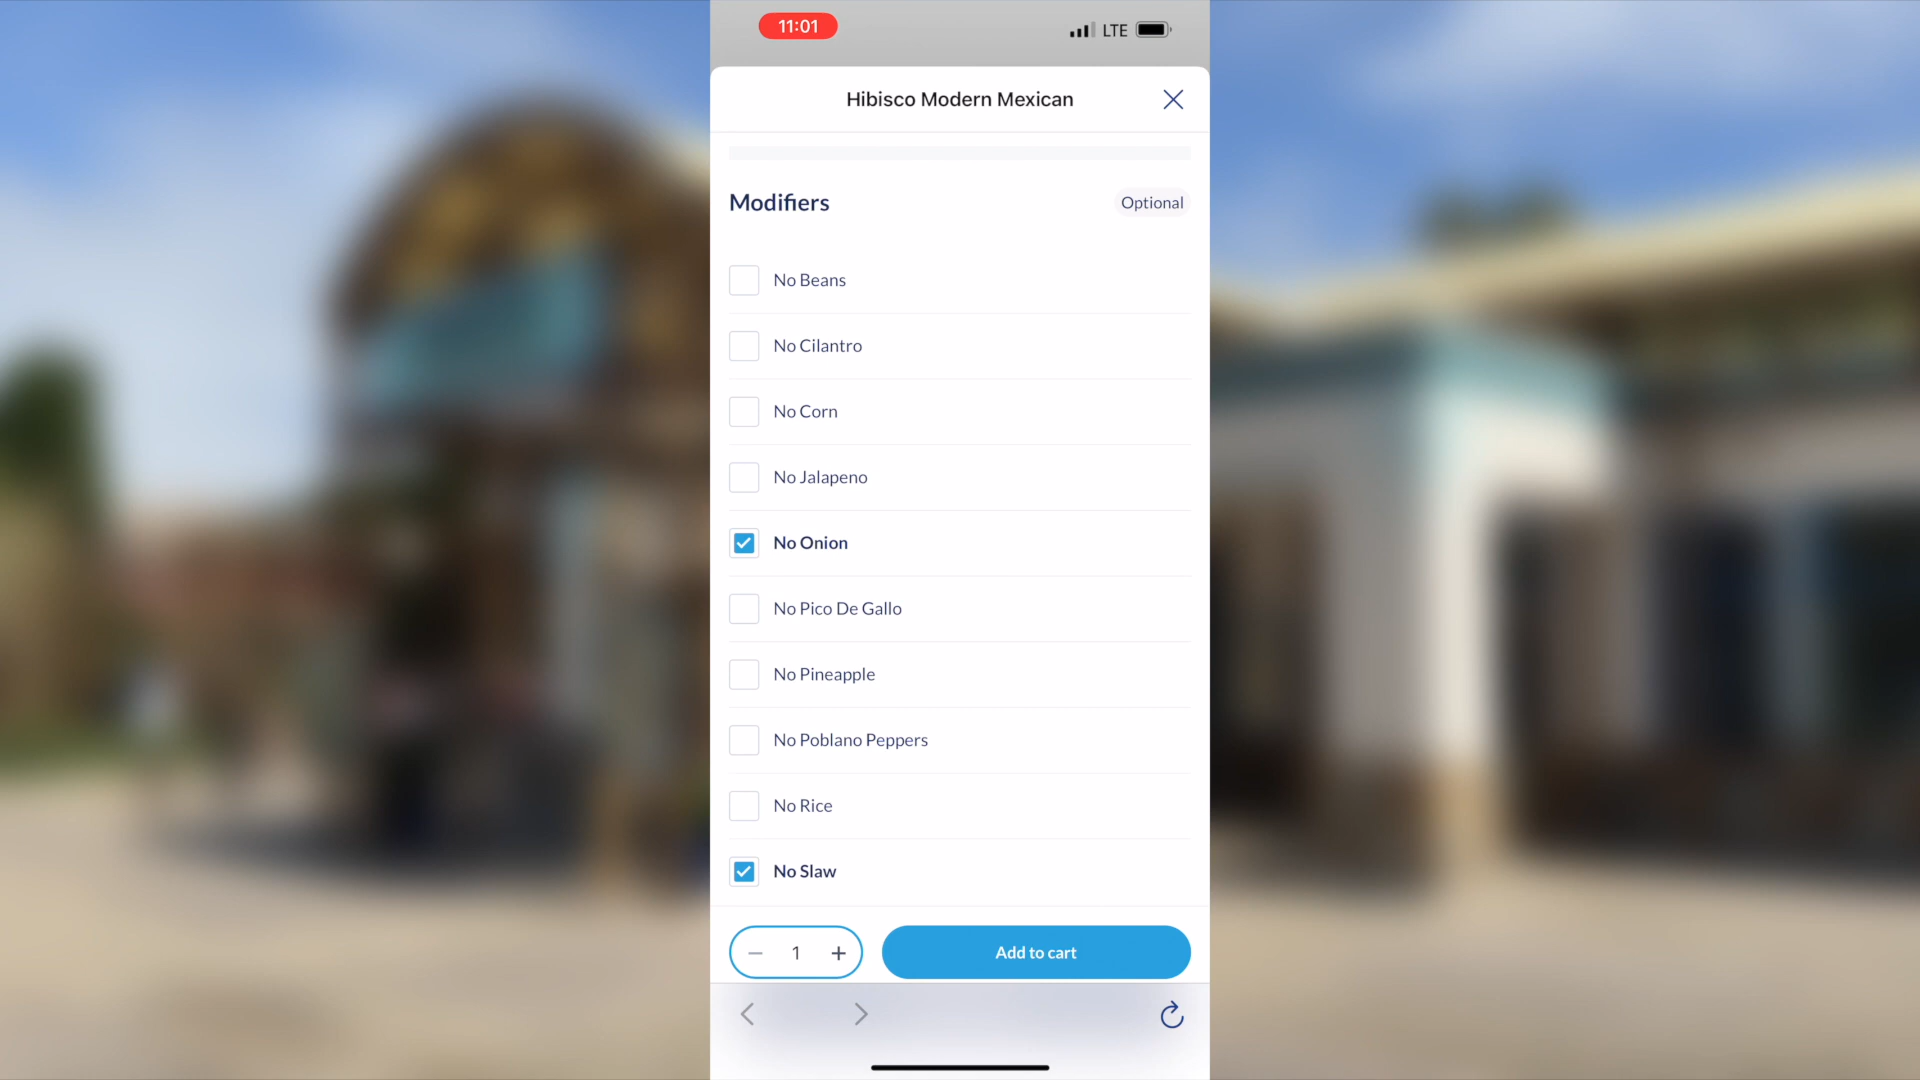 11:01
LTE
Hibisco Modern Mexican
Modifiers
Optional
No Beans
No Cilantro
No Corn
No Jalapeno
No Onion
No Pico De Gallo
No Pineapple
No Poblano Peppers
No Rice
No Slaw
1
Add to cart